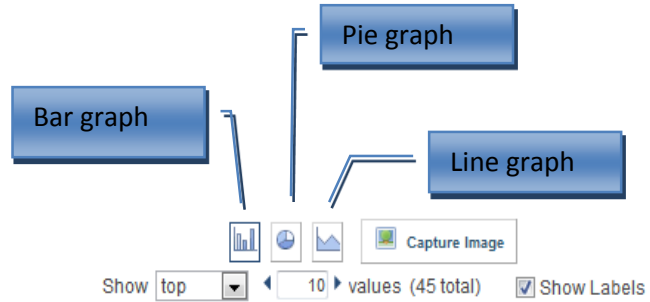 Pie graph
Bar graph
Line graph
Capture Image
Show top 10 values (45 total) Show Labels